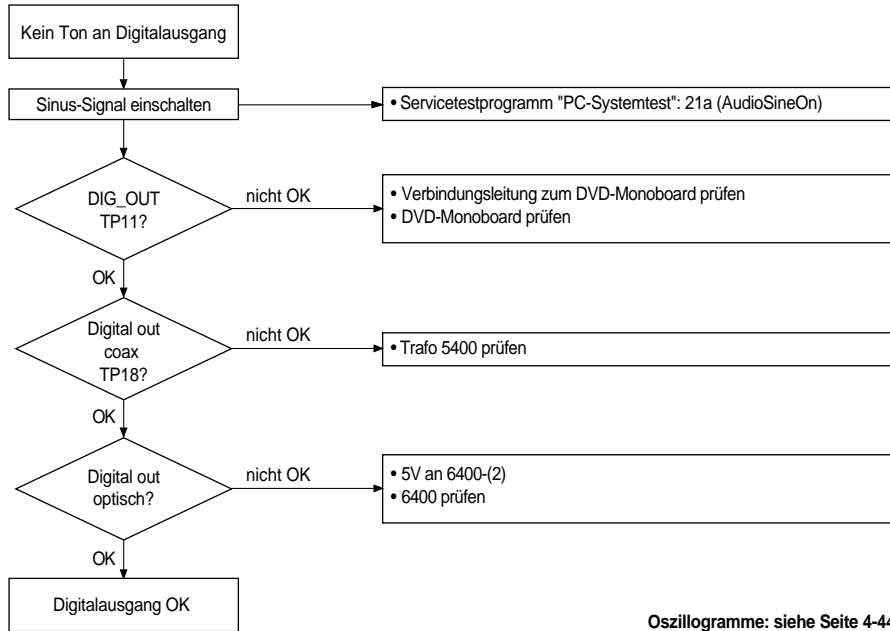 Kein Ton an Digitalausgang
Sinus-Signal einschalten
• Servicetestprogramm "PC-Systemtest": 21a (AudioSineOn)
DIG_OUT
TP11?
nicht OK
• Verbindungsleitung zum DVD-Monoboard prüfen
• DVD-Monoboard prüfen
OK
Digital out
coax
TP18?
nicht OK
• Trafo 5400 prüfen
OK
Digital out
optisch?
nicht OK
• 5V an 6400-(2)
• 6400 prüfen
OK
Digitalausgang OK
Oszillogramme: siehe Seite 4-44